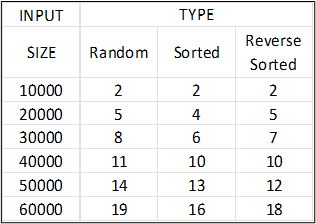 INPUT TYPE
SIZE Random Sorted Reverse Sorted
10000 2 2 2
20000 5 4 5
30000 8 6 7
40000 11 10 10
50000 14 13 12
60000 19 16 18